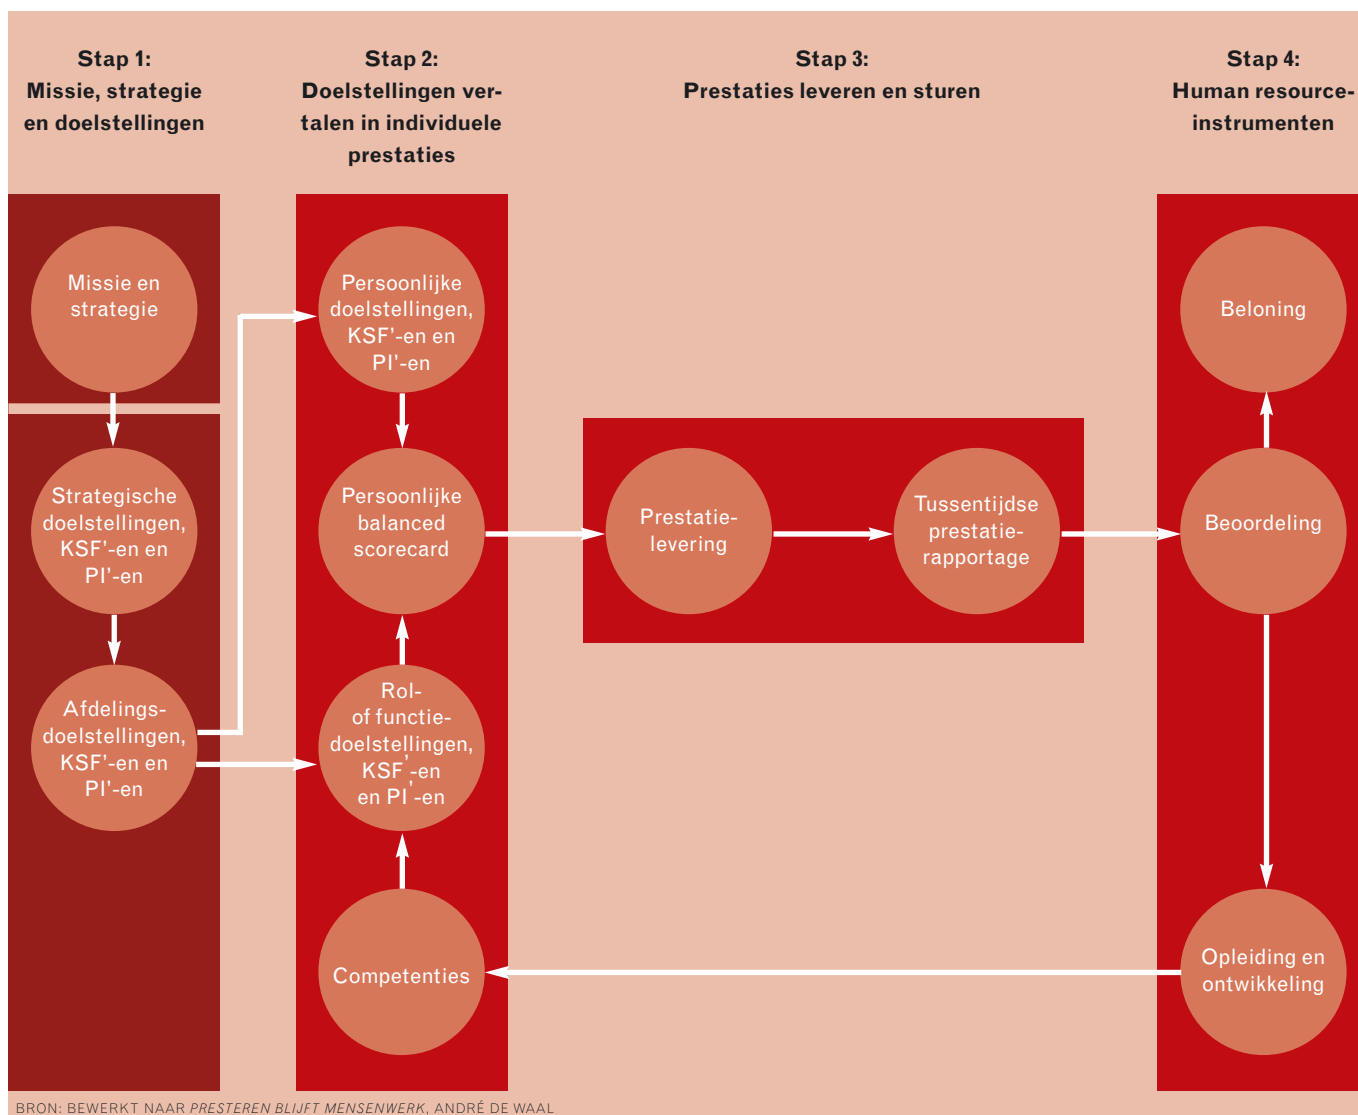 Stap 1:
Missie, strategie
en doelstellingen
Stap 2:
Doelstellingen ver-
talen in individuele
prestaties
Stap 3:
Prestaties leveren en sturen
Stap 4:
Human resource-
instrumenten
Missie en
strategie
Strategische
doelstellingen,
KSF'-en en
PI'-en
Afdelings-
doelstellingen,
KSF'-en en
PI'-en
Persoonlijke
doelstellingen,
KSF'-en en
PI'-en
Persoonlijke
balanced
scorecard
Rol-
of functie-
doelstellingen,
KSF'-en
en PI'-en
Competenties
Prestatie-
levering
Tussentijdse
prestatie-
rapportage
Beloning
Beoordeling
Opleiding en
ontwikkeling
BRON: BEWERKT NAAR PRESTEREN BLIJFT MENSENWERK, ANDRÉ DE WAAL